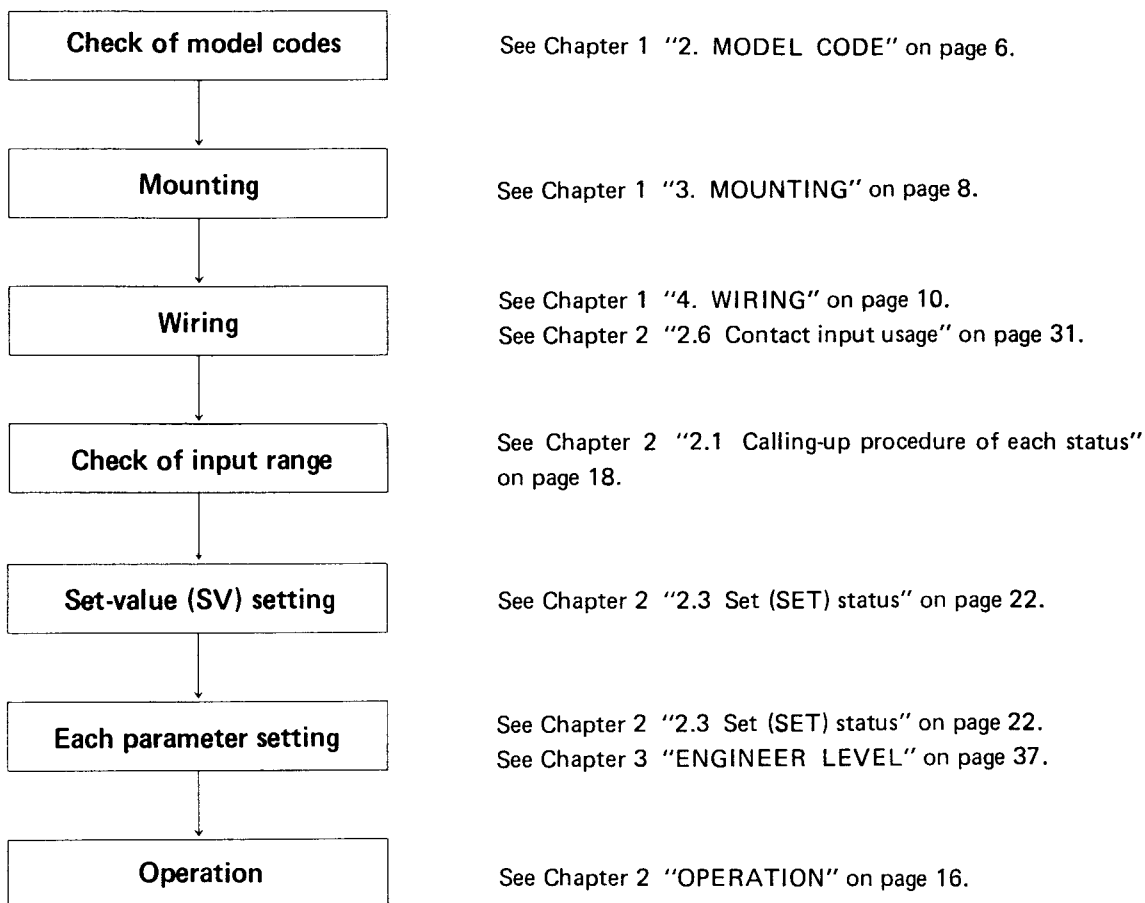 Check of model codes
See Chapter 1 "2. MODEL CODE" on page 6.
Mounting
See Chapter 1 "3. MOUNTING" on page 8.
Wiring
See Chapter 1 "4. WIRING" on page 10.
See Chapter 2 "2.6 Contact input usage" on page 31.
Check of input range
See Chapter 2 "2.1 Calling-up procedure of each status"
on page 18.
Set-value (SV) setting
See Chapter 2 "2.3 Set (SET) status" on page 22.
Each parameter setting
See Chapter 2 "2.3 Set (SET) status" on page 22.
See Chapter 3 "ENGINEER LEVEL" on page 37.
Operation
See Chapter 2 "OPERATION" on page 16.